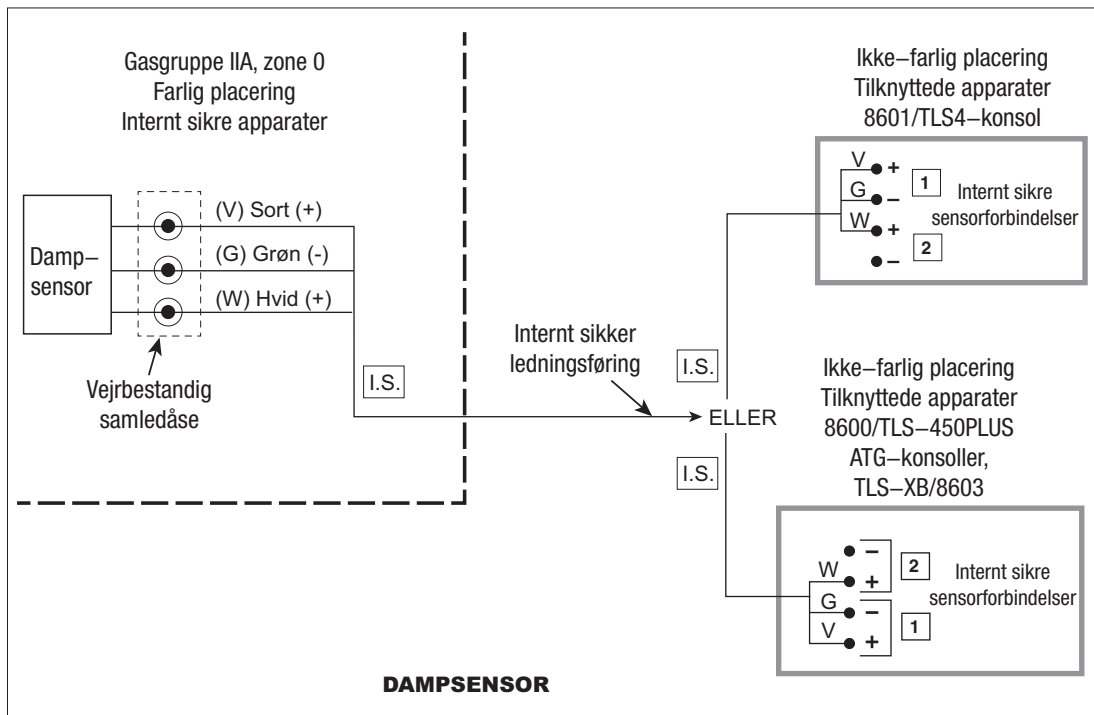 Gasgruppe IIA, zone 0
Farlig placering
Internt sikre apparater
Damp–
sensor
(V) Sort (+)
(G) Grøn (-)
(W) Hvid (+)
Vejrbestandig
samledåse
I.S.
Internt sikker
ledningsføring
I.S.
ELLER
I.S.
Ikke–farlig placering
Tilknyttede apparater
8601/TLS4–konsol
V + 1
G –
W + 2
–
Internt sikre
sensorforbindelser
Ikke–farlig placering
Tilknyttede apparater
8600/TLS–450PLUS
ATG–konsoller,
TLS–XB/8603
– 2
W +
G – 1
V +
Internt sikre
sensorforbindelser
DAMPSENSOR